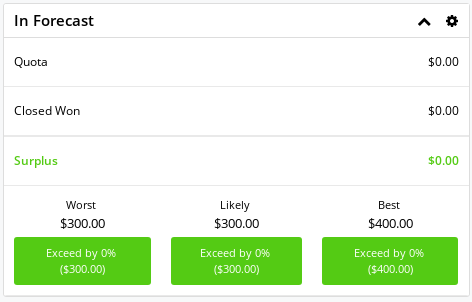 In Forecast
Quota $0.00
Closed Won $0.00
Surplus $0.00
Worst Likely Best
$300.00 $300.00 $400.00
Exceed by 0% Exceed by 0% Exceed by 0%
($300.00) ($300.00) ($400.00)